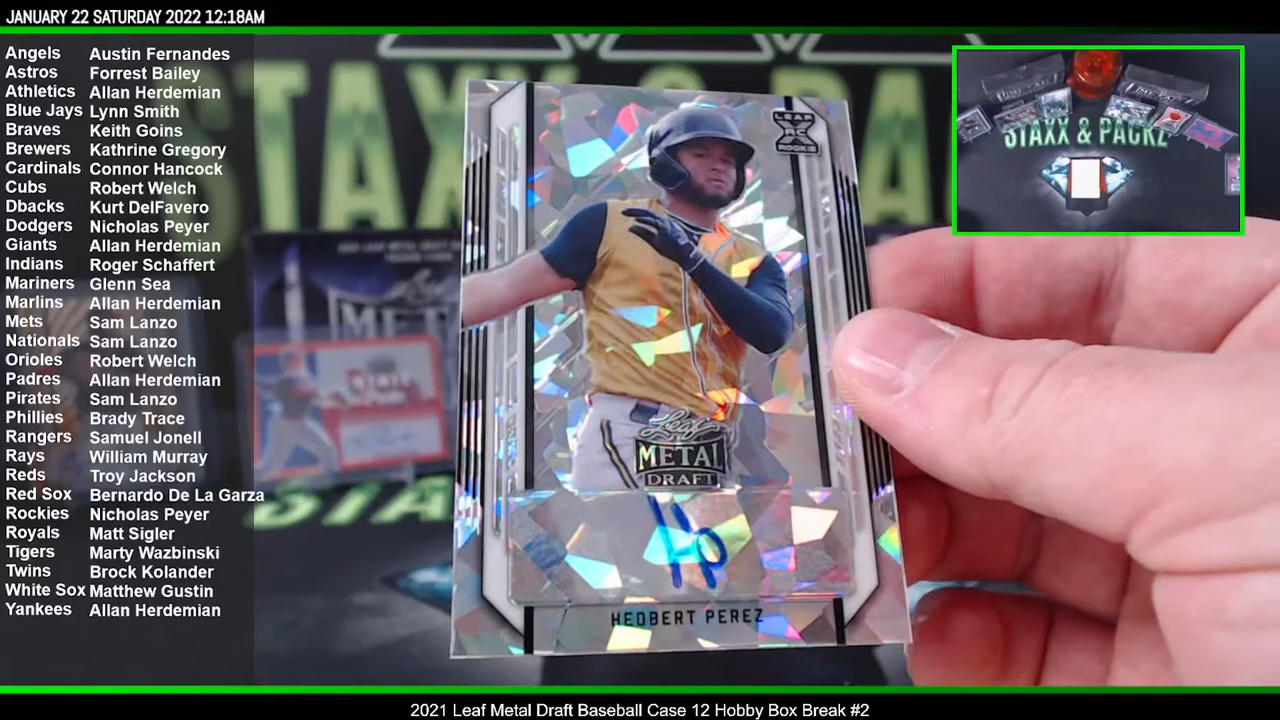 JANUARY 22 SATURDAY 2022 12:18AM
Angels Austin Fernandes
Astros Forrest Bailey
Athletics Allan Herdemian
Blue Jays Lynn Smith
Braves Keith Goins
Brewers Kathrine Gregory
Cardinals Connor Hancock
Cubs Robert Welch
Dbacks Kurt DelFavero
Dodgers Nicholas Peyer
Giants Allan Herdemian
Indians Roger Schaffert
Mariners Glenn Sea
Marlins Allan Herdemian
Mets Sam Lanzo
Nationals Sam Lanzo
Orioles Robert Welch
Padres Allan Herdemian
Pirates Sam Lanzo
Phillies Brady Trace
Rangers Samuel Jonell
Rays William Murray
Reds Troy Jackson
Red Sox Bernardo De La Garza
Rockies Nicholas Peyer
Royals Matt Sigler
Tigers Marty Wazbinski
Twins Brock Kolander
White Sox Matthew Gustin
Yankees Allan Herdemian
STAXX & PA
Leaf
METAL
LEAF
RC
ROOKIE
Leaf
METAL
DRAFT
HP
HEDBERT PEREZ
STAXX & PACKZ
STA
2021 Leaf Metal Draft Baseball Case 12 Hobby Box Break #2